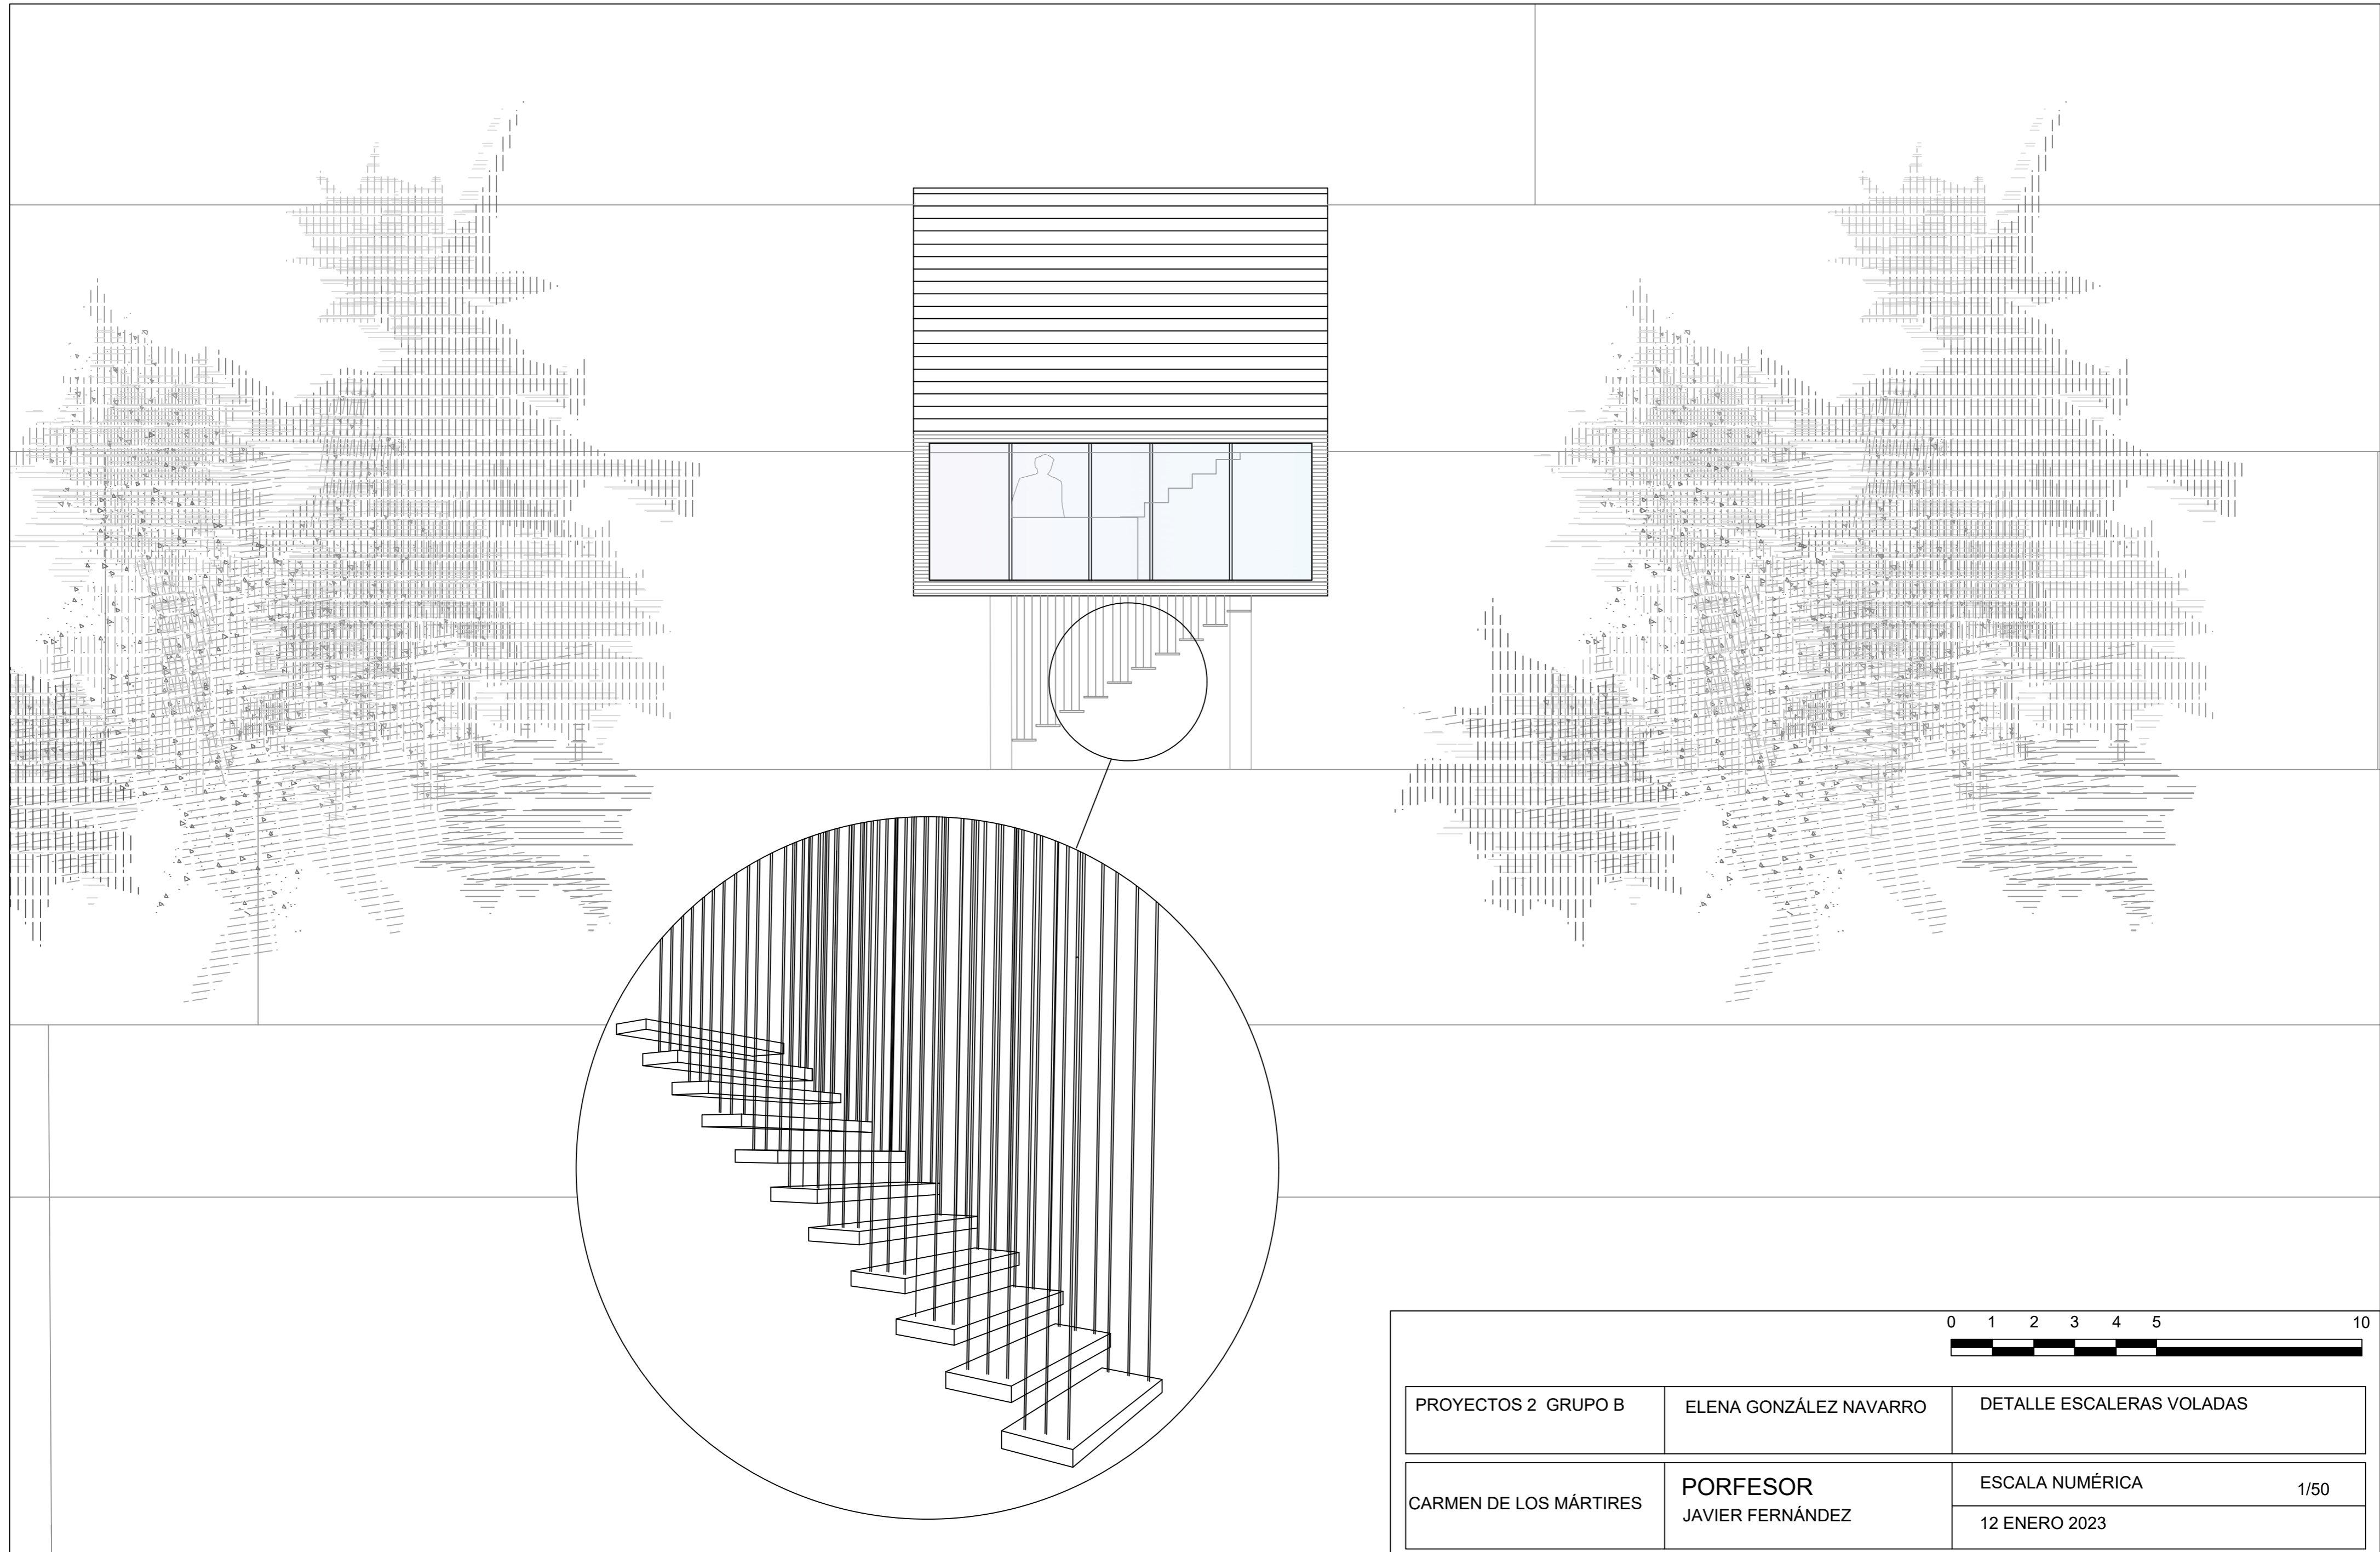 0 1 2 3 4 5 10
PROYECTOS 2 GRUPO B
ELENA GONZÁLEZ NAVARRO
DETALLE ESCALERAS VOLADAS
CARMEN DE LOS MÁRTIRES
PORFESOR
JAVIER FERNÁNDEZ
ESCALA NUMÉRICA 1/50
12 ENERO 2023